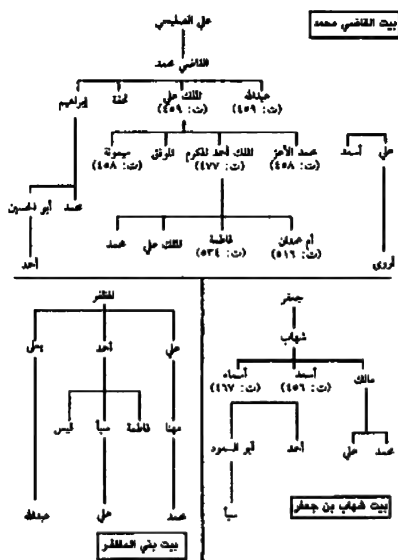 بيت القاضي محمد
علي الصليحي
القاضي محمد
عبدالله (ت: ٤٥٩) الملك علي (ت: ٤٥٩) تحفة إبراهيم
محمد الأعز (ت: ٤٥٨) الملك أحمد المكرم (ت: ٤٧٧) الموفق ميمونة (ت: ٤٥٨)
علي أسعد
محمد أبو الحسين
أم همدان (ت: ٥١٦) فاطمة (ت: ٥٣٤) الملك علي محمد
أروى
أحمد
جعفر
شهاب
مالك أسعد (ت: ٤٥٦) أسماء (ت: ٤٦٧)
محمد علي
أحمد أبو السعود
سبأ
بيت شهاب بن جعفر
المظفر
علي أحمد يعلى
مهنا فاطمة سبأ قيس
محمد علي عبدالله
بيت بني المظفر